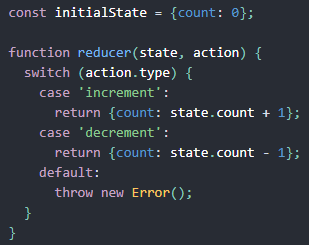 const initialState = {count: 0};

function reducer(state, action) {
  switch (action.type) {
    case 'increment':
      return {count: state.count + 1};
    case 'decrement':
      return {count: state.count - 1};
    default:
      throw new Error();
  }
}